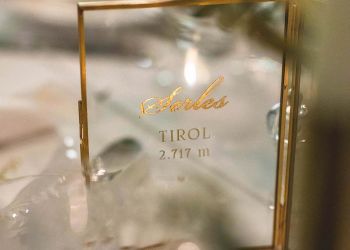 Serles
TIROL
2.717 m